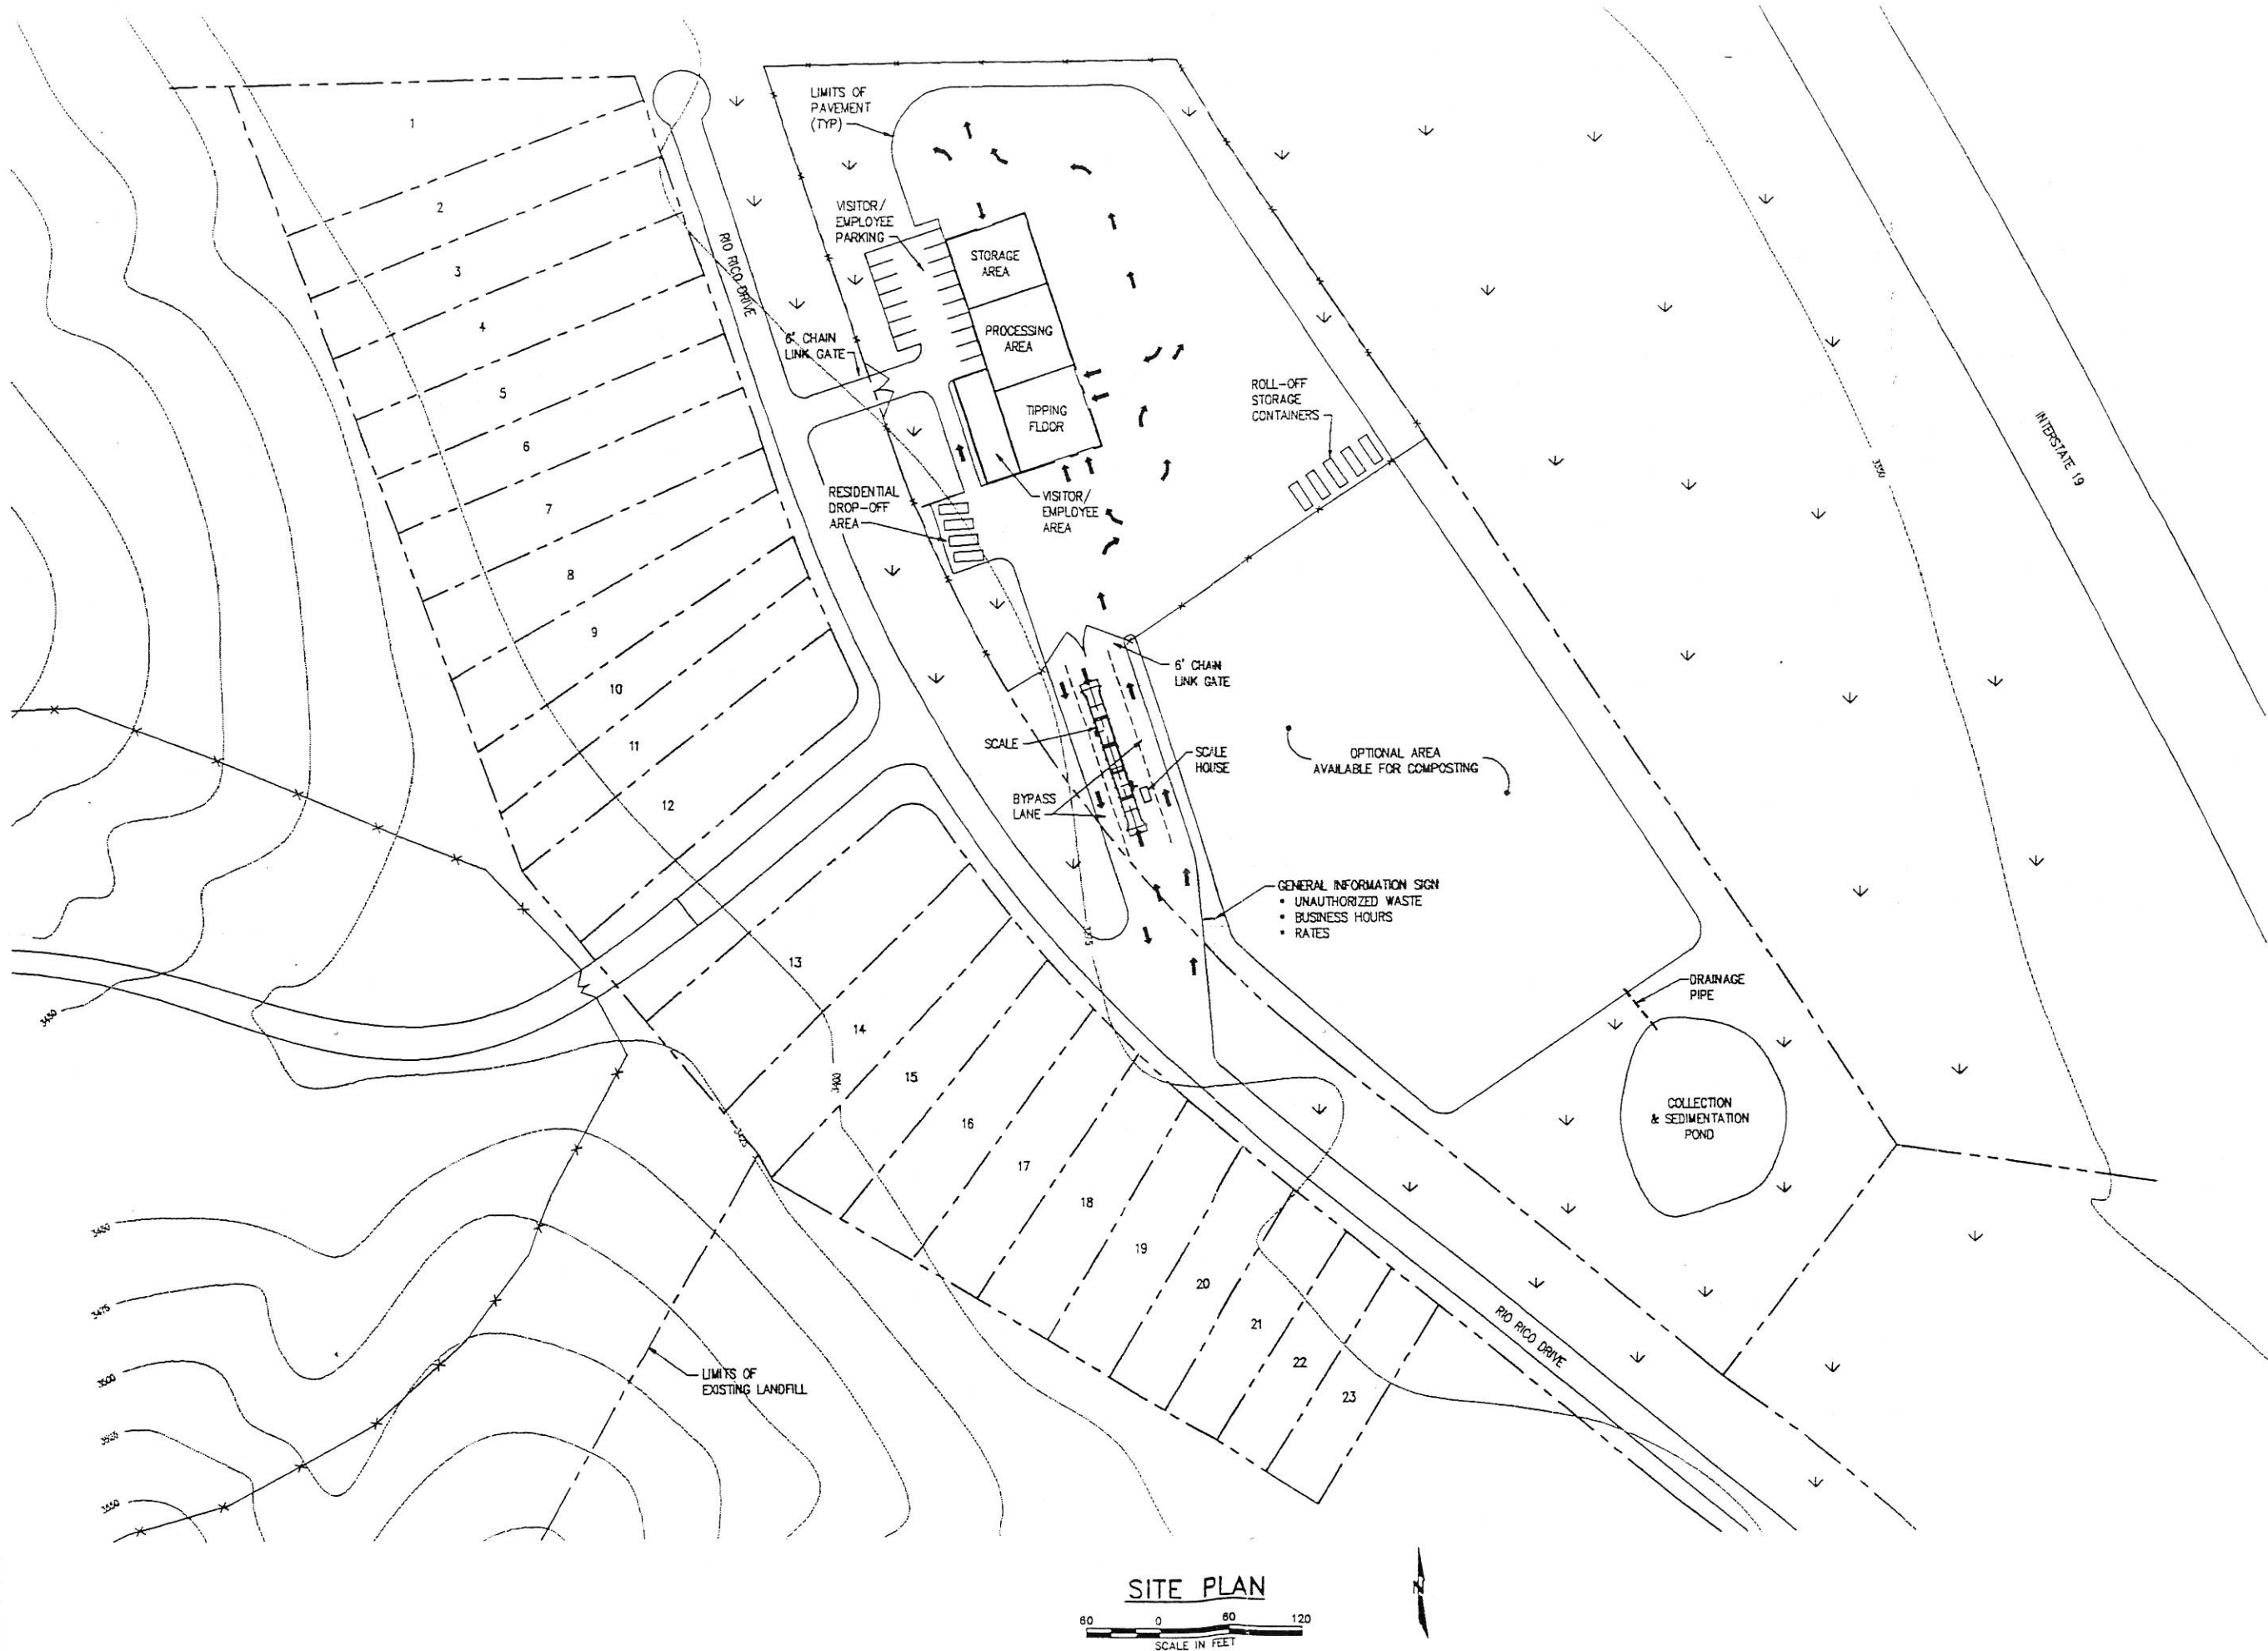 LIMITS OF
PAVEMENT
(TYP)
1
2
3
4
5
6
7
8
9
10
11
12
13
14
15
16
17
18
19
20
21
22
23
RIO RICO DRIVE
VISITOR/
EMPLOYEE
PARKING
STORAGE
AREA
PROCESSING
AREA
TIPPING
FLOOR
6' CHAIN
LINK GATE
ROLL-OFF
STORAGE
CONTAINERS
INTERSTATE 19
3350
RESIDENTIAL
DROP-OFF
AREA
VISITOR/
EMPLOYEE
AREA
6' CHAIN
LINK GATE
SCALE
SCALE
HOUSE
BYPASS
LANE
OPTIONAL AREA
AVAILABLE FOR COMPOSTING
GENERAL INFORMATION SIGN
• UNAUTHORIZED WASTE
• BUSINESS HOURS
• RATES
3375
DRAINAGE
PIPE
COLLECTION
& SEDIMENTATION
POND
3450
3400
3425
3450
3475
3500
3525
3550
LIMITS OF
EXISTING LANDFILL
RIO RICO DRIVE
SITE PLAN
60 0 60 120
SCALE IN FEET
N